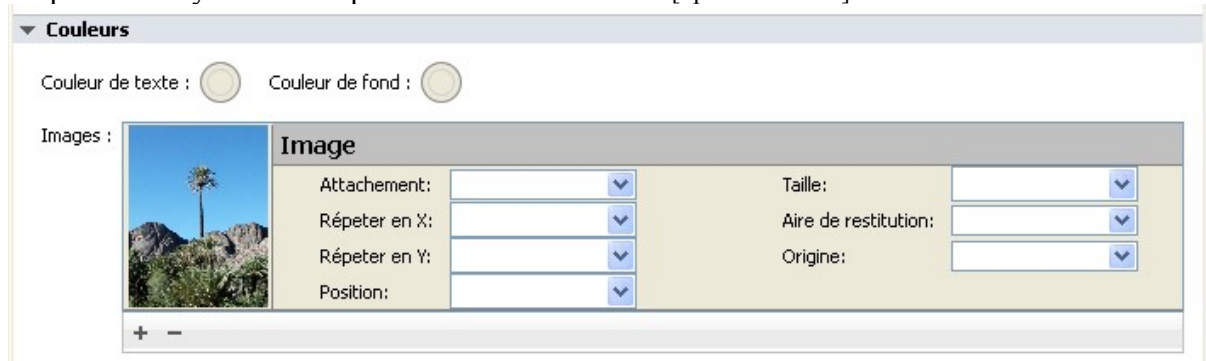 Couleurs
Couleur de texte : Couleur de fond :
Images :
Image
Attachement: Taille:
Répeter en X: Aire de restitution:
Répeter en Y: Origine:
Position:
+ −